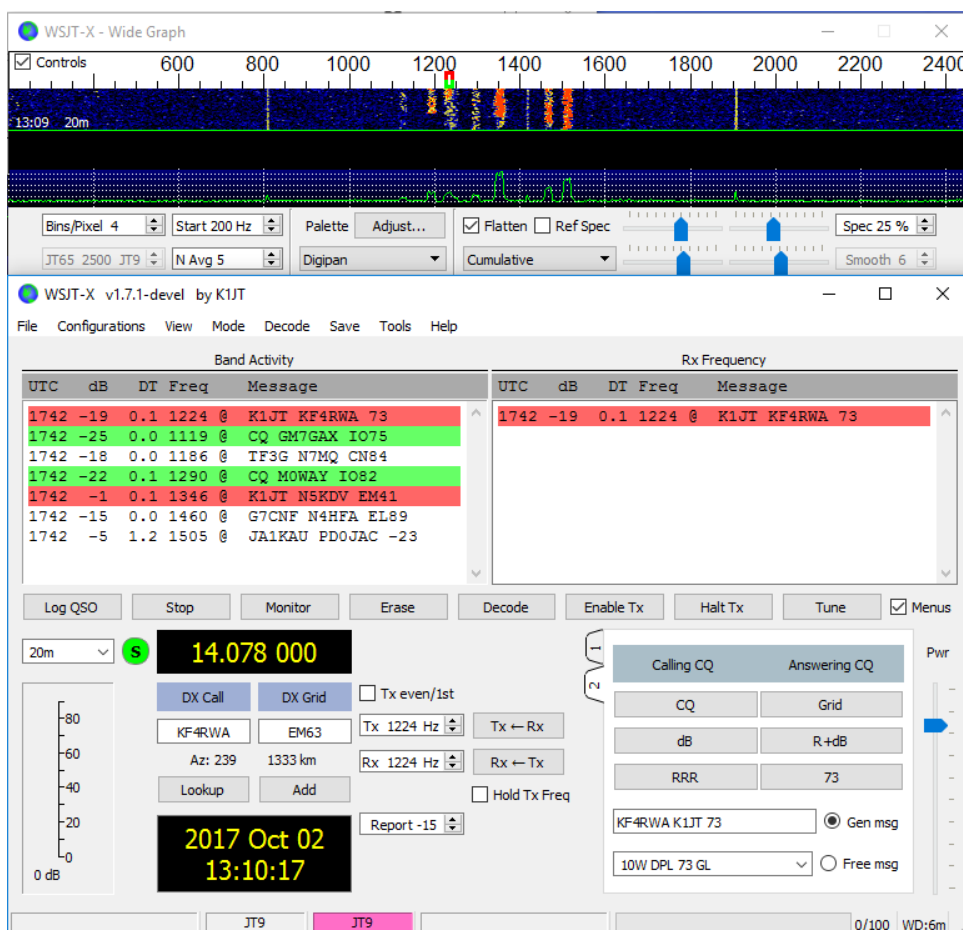 WSJT-X - Wide Graph
Controls 600 800 1000 1200 1400 1600 1800 2000 2200 2400
13:09 20m
Bins/Pixel 4 Start 200 Hz Palette Adjust... Flatten Ref Spec Spec 25 %
JT65 2500 JT9 N Avg 5 Digipan Cumulative Smooth 6
WSJT-X v1.7.1-devel by K1JT
File Configurations View Mode Decode Save Tools Help
Band Activity Rx Frequency
UTC dB DT Freq Message UTC dB DT Freq Message
1742 -19 0.1 1224 @ K1JT KF4RWA 73 1742 -19 0.1 1224 @ K1JT KF4RWA 73
1742 -25 0.0 1119 @ CQ GM7GAX IO75
1742 -18 0.0 1186 @ TF3G N7MQ CN84
1742 -22 0.1 1290 @ CQ M0WAY IO82
1742 -1 0.1 1346 @ K1JT N5KDV EM41
1742 -15 0.0 1460 @ G7CNF N4HFA EL89
1742 -5 1.2 1505 @ JA1KAU PD0JAC -23
Log QSO Stop Monitor Erase Decode Enable Tx Halt Tx Tune Menus
20m S 14.078 000 1 Calling CQ Answering CQ Pwr
DX Call DX Grid Tx even/1st 2 CQ Grid
-80 KF4RWA EM63 Tx 1224 Hz Tx ← Rx dB R+dB
-60 Az: 239 1333 km Rx 1224 Hz Rx ← Tx RRR 73
-40 Lookup Add Hold Tx Freq
-20 Report -15 KF4RWA K1JT 73 Gen msg
-0 2017 Oct 02 10W DPL 73 GL Free msg
0 dB 13:10:17
JT9 JT9 0/100 WD:6m